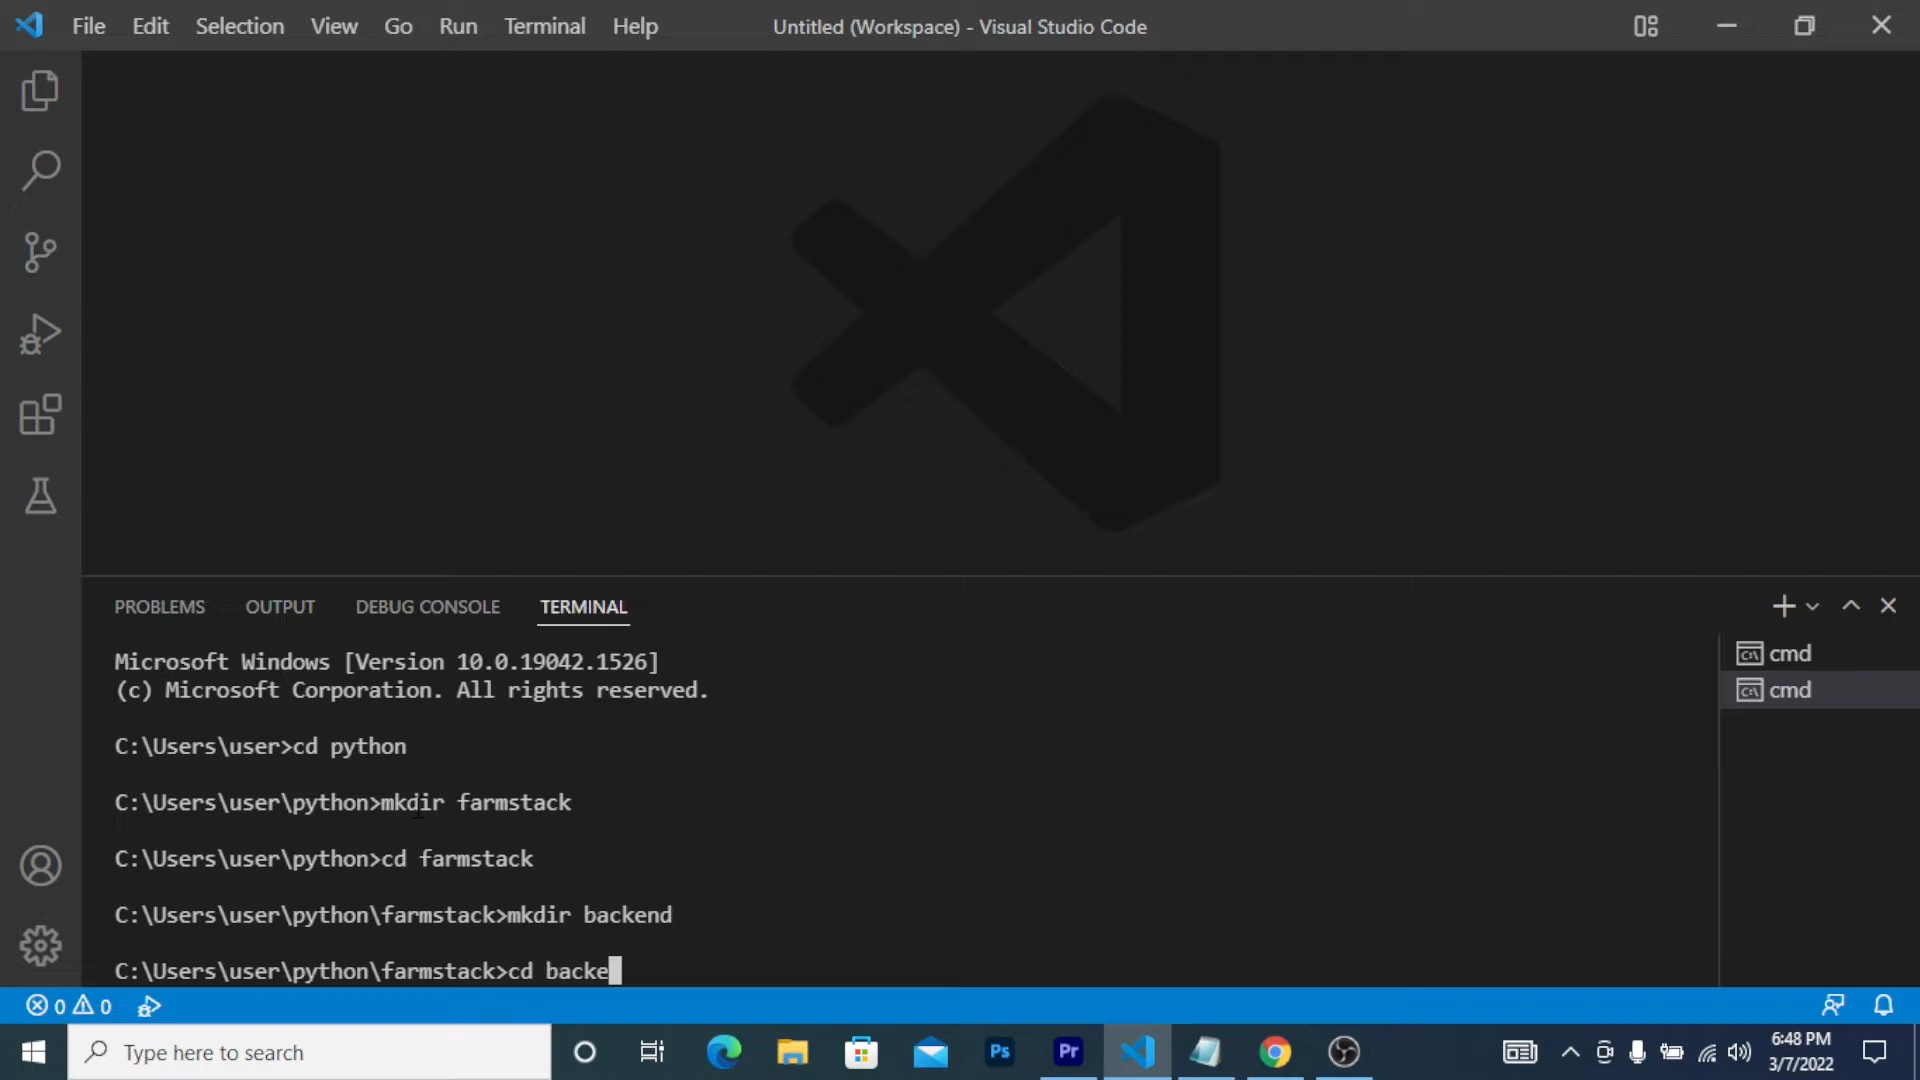 File Edit Selection View Go Run Terminal Help Untitled (Workspace) - Visual Studio Code
PROBLEMS OUTPUT DEBUG CONSOLE TERMINAL
Microsoft Windows [Version 10.0.19042.1526]
(c) Microsoft Corporation. All rights reserved.
C:\Users\user>cd python
C:\Users\user\python>mkdir farmstack
C:\Users\user\python>cd farmstack
C:\Users\user\python\farmstack>mkdir backend
C:\Users\user\python\farmstack>cd backe
cmd
cmd
0 0
Type here to search
Ps
Pr
6:48 PM
3/7/2022